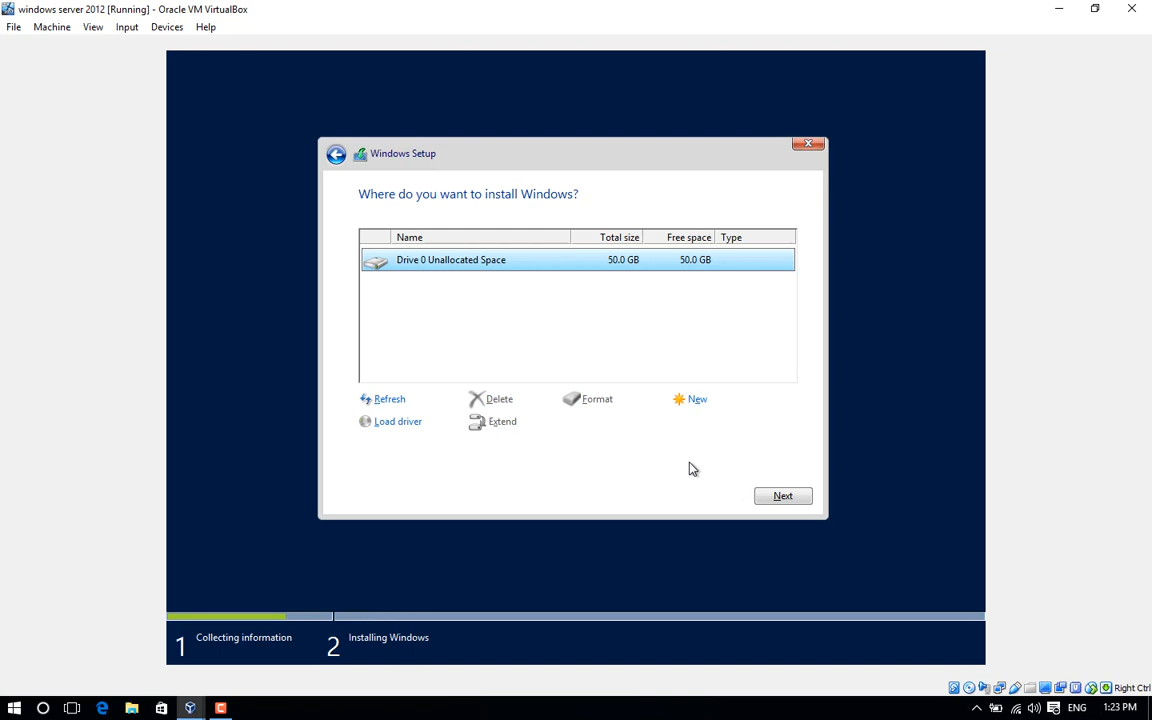 windows server 2012 [Running] - Oracle VM VirtualBox
File Machine View Input Devices Help
Windows Setup
Where do you want to install Windows?
Name Total size Free space Type
Drive 0 Unallocated Space 50.0 GB 50.0 GB
Refresh Delete Format New
Load driver Extend
Next
1 Collecting information 2 Installing Windows
Right Ctrl
ENG 1:23 PM